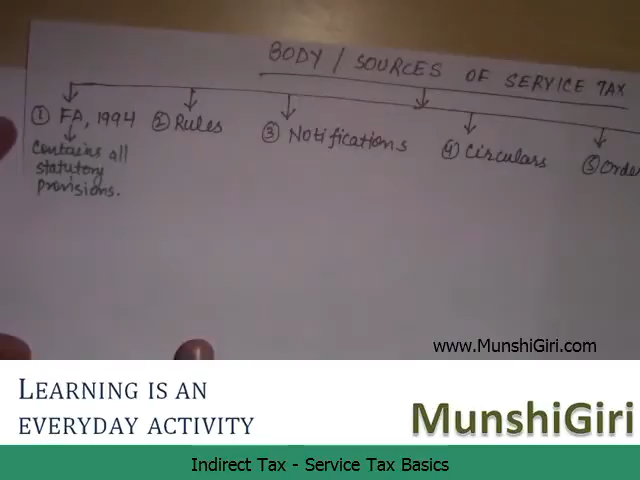 BODY / SOURCES OF SERVICE TAX
① FA, 1994
② Rules
③ Notifications
④ Circulars
⑤ Orde
Contains all
statutory
provisions.
www.MunshiGiri.com
LEARNING IS AN
EVERYDAY ACTIVITY
MunshiGiri
Indirect Tax - Service Tax Basics